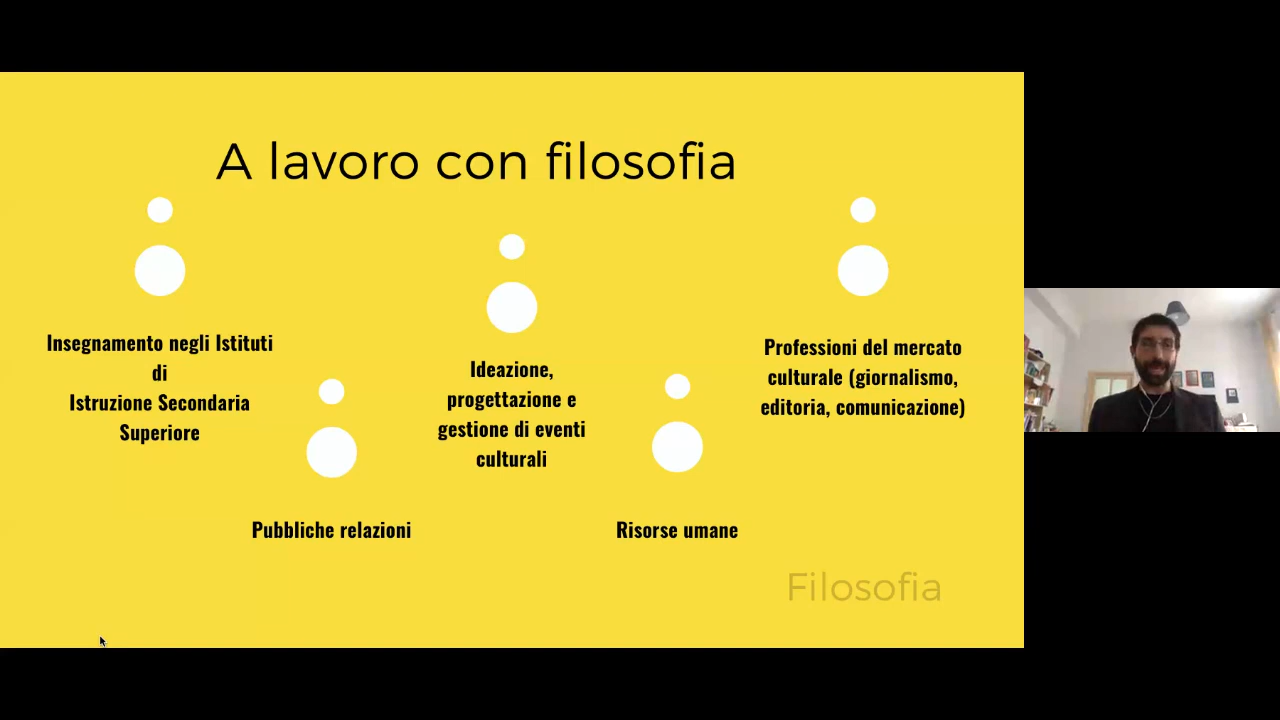 A lavoro con filosofia
Insegnamento negli Istituti
di
Istruzione Secondaria
Superiore
Pubbliche relazioni
Ideazione,
progettazione e
gestione di eventi
culturali
Risorse umane
Professioni del mercato
culturale (giornalismo,
editoria, comunicazione)
Filosofia